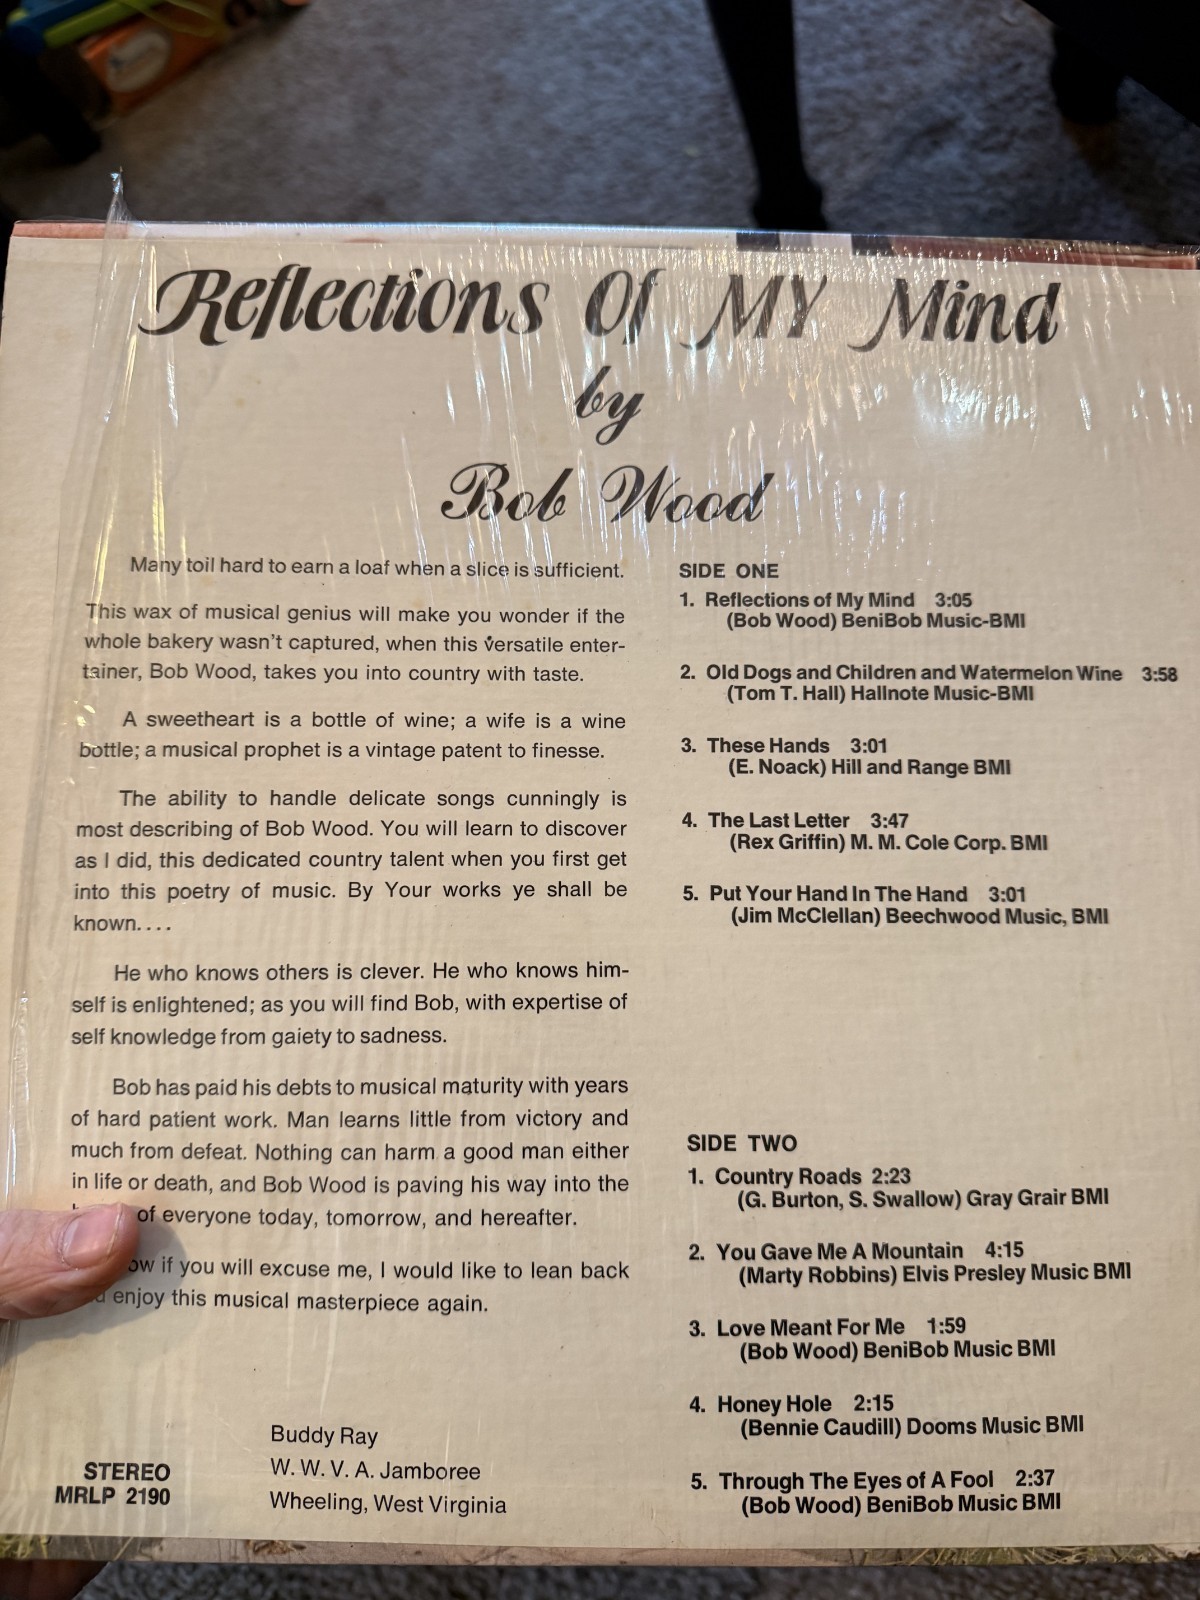 Reflections Of MY Mind
by
Bob Wood
Many toil hard to earn a loaf when a slice is sufficient.
This wax of musical genius will make you wonder if the
whole bakery wasn't captured, when this versatile enter-
tainer, Bob Wood, takes you into country with taste.
A sweetheart is a bottle of wine; a wife is a wine
bottle; a musical prophet is a vintage patent to finesse.
The ability to handle delicate songs cunningly is
most describing of Bob Wood. You will learn to discover
as I did, this dedicated country talent when you first get
into this poetry of music. By Your works ye shall be
known....
He who knows others is clever. He who knows him-
self is enlightened; as you will find Bob, with expertise of
self knowledge from gaiety to sadness.
Bob has paid his debts to musical maturity with years
of hard patient work. Man learns little from victory and
much from defeat. Nothing can harm a good man either
in life or death, and Bob Wood is paving his way into the
of everyone today, tomorrow, and hereafter.
if you will excuse me, I would like to lean back
enjoy this musical masterpiece again.
Buddy Ray
W. W. V. A. Jamboree
Wheeling, West Virginia
STEREO
MRLP 2190
SIDE ONE
1. Reflections of My Mind 3:05
(Bob Wood) BeniBob Music-BMI
2. Old Dogs and Children and Watermelon Wine 3:58
(Tom T. Hall) Hallnote Music-BMI
3. These Hands 3:01
(E. Noack) Hill and Range BMI
4. The Last Letter 3:47
(Rex Griffin) M. M. Cole Corp. BMI
5. Put Your Hand In The Hand 3:01
(Jim McClellan) Beechwood Music, BMI
SIDE TWO
1. Country Roads 2:23
(G. Burton, S. Swallow) Gray Grair BMI
2. You Gave Me A Mountain 4:15
(Marty Robbins) Elvis Presley Music BMI
3. Love Meant For Me 1:59
(Bob Wood) BeniBob Music BMI
4. Honey Hole 2:15
(Bennie Caudill) Dooms Music BMI
5. Through The Eyes of A Fool 2:37
(Bob Wood) BeniBob Music BMI